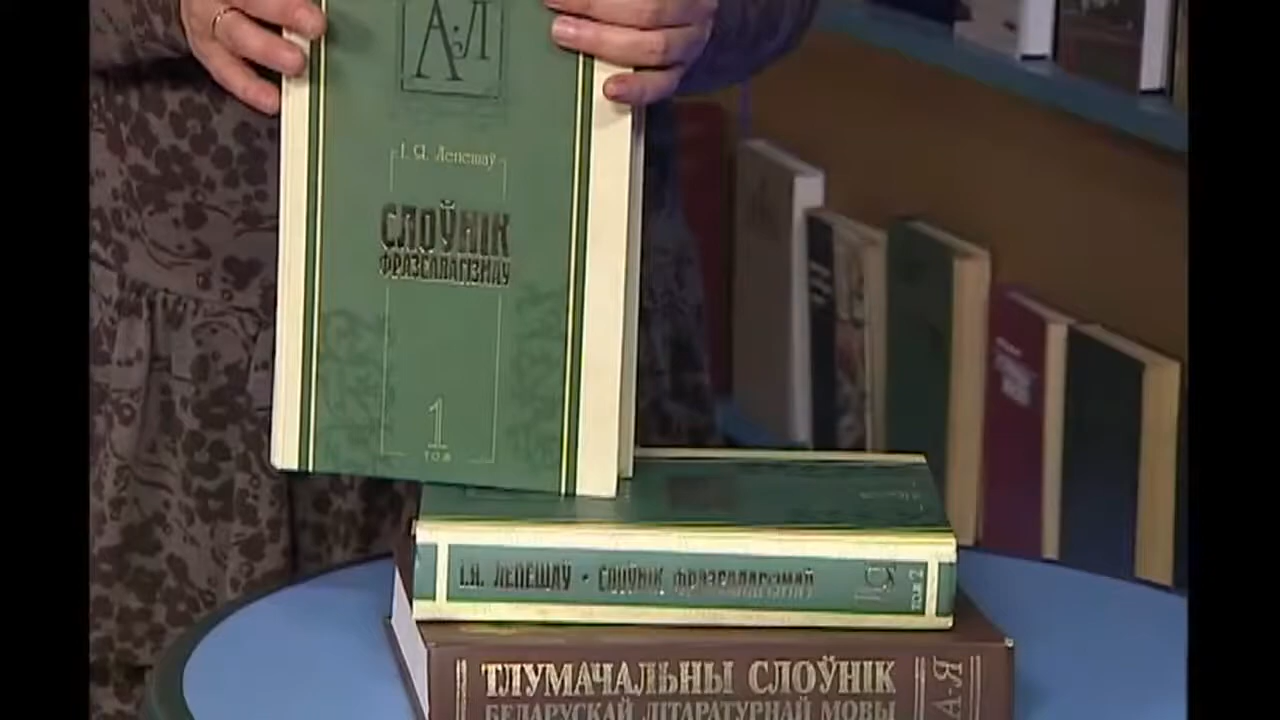 А-Л
І. Я. Лепешаў
СЛОЎНІК
ФРАЗЕАЛАГІЗМАЎ
1
ТОМ
І.Я. ЛЕПЕШАЎ • СЛОЎНІК ФРАЗЕАЛАГІЗМАЎ
ТОМ 2
ТЛУМАЧАЛЬНЫ СЛОЎНІК
БЕЛАРУСКАЙ ЛІТАРАТУРНАЙ МОВЫ
А-Я